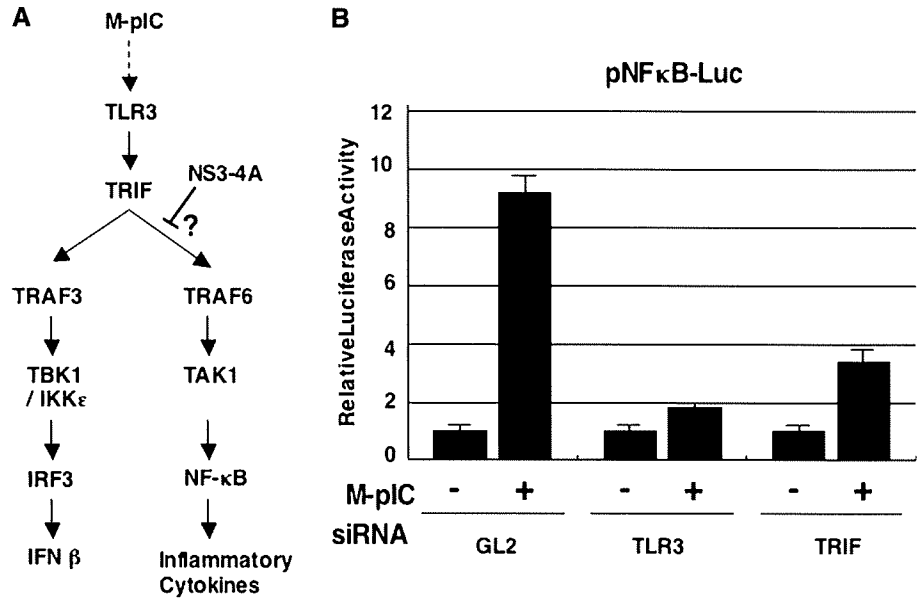 A
M-pIC
TLR3
TRIF
NS3-4A
?
TRAF3
TRAF6
TBK1
/ IKKε
TAK1
IRF3
NF-κB
IFN β
Inflammatory
Cytokines
B
pNFκB-Luc
RelativeLuciferaseActivity
12
10
8
6
4
2
0
M-pIC - + - + - +
siRNA GL2 TLR3 TRIF